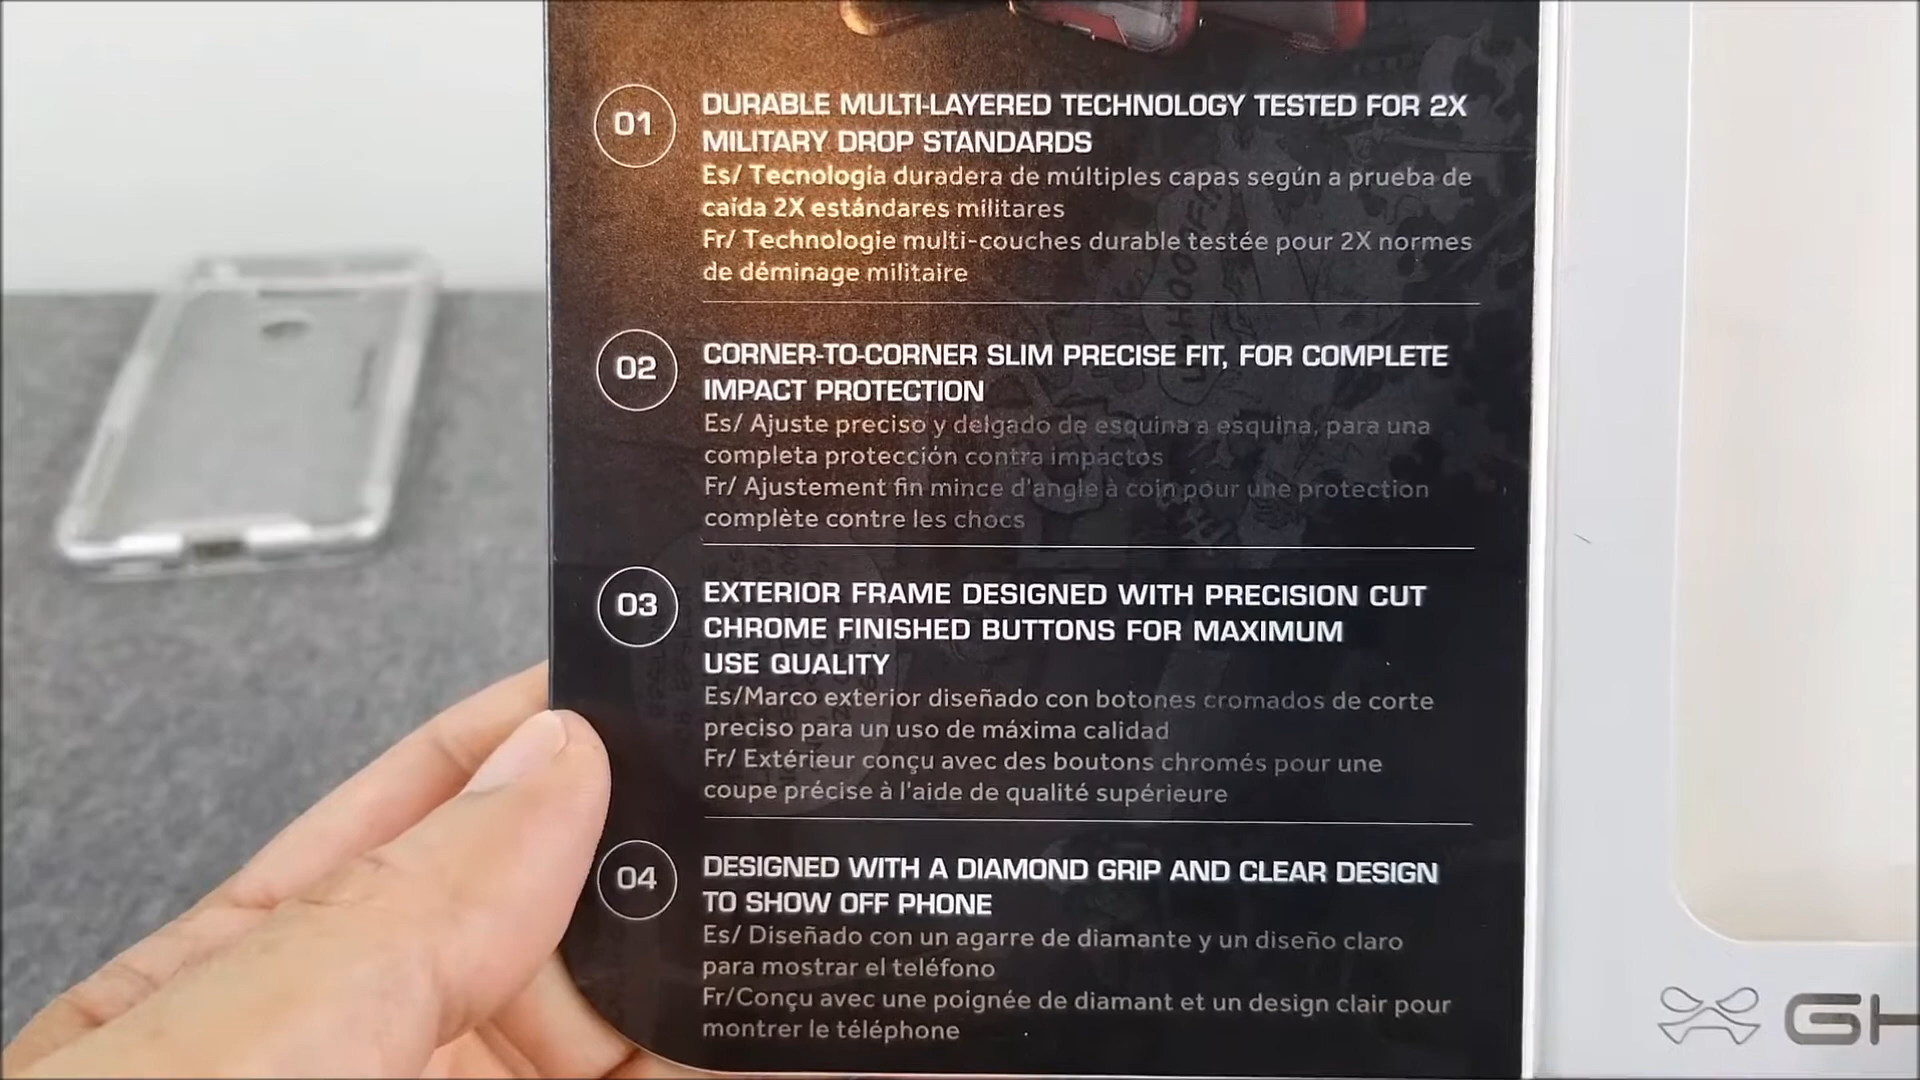 01
DURABLE MULTI-LAYERED TECHNOLOGY TESTED FOR 2X
MILITARY DROP STANDARDS
Es/ Tecnología duradera de múltiples capas según a prueba de
caída 2X estándares militares
Fr/ Technologie multi-couches durable testée pour 2X normes
de déminage militaire
02
CORNER-TO-CORNER SLIM PRECISE FIT, FOR COMPLETE
IMPACT PROTECTION
Es/ Ajuste preciso y delgado de esquina a esquina, para una
completa protección contra impactos
Fr/ Ajustement fin mince d'angle à coin pour une protection
complète contre les chocs
03
EXTERIOR FRAME DESIGNED WITH PRECISION CUT
CHROME FINISHED BUTTONS FOR MAXIMUM
USE QUALITY
Es/Marco exterior diseñado con botones cromados de corte
preciso para un uso de máxima calidad
Fr/ Extérieur conçu avec des boutons chromés pour une
coupe précise à l'aide de qualité supérieure
04
DESIGNED WITH A DIAMOND GRIP AND CLEAR DESIGN
TO SHOW OFF PHONE
Es/ Diseñado con un agarre de diamante y un diseño claro
para mostrar el teléfono
Fr/Conçu avec une poignée de diamant et un design clair pour
montrer le téléphone
GH